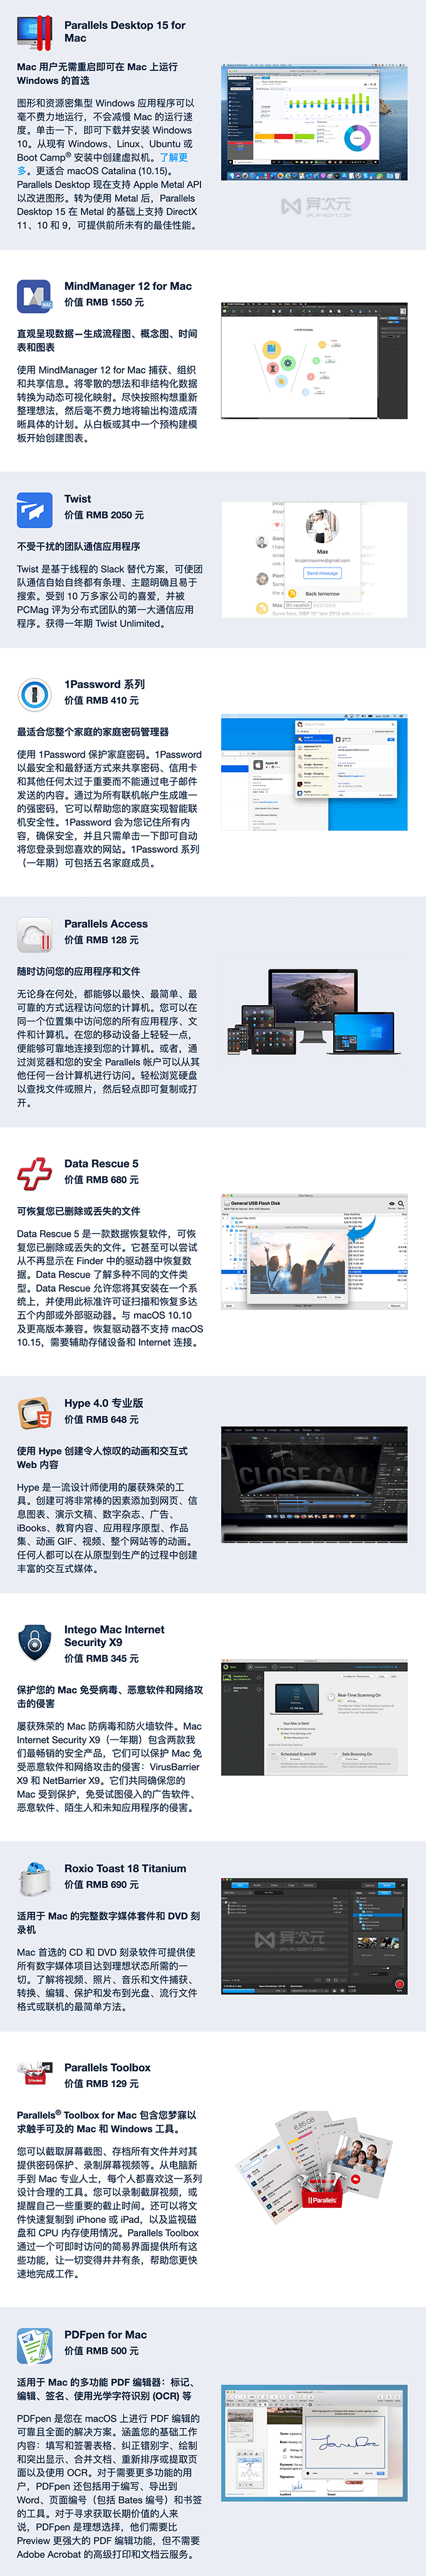 Parallels Desktop 15 for
Mac
Mac 用户无需重启即可在 Mac 上运行
Windows 的首选
图形和资源密集型 Windows 应用程序可以
毫不费力地运行，不会减慢 Mac 的运行速
度。单击一下，即可下载并安装 Windows
10。从现有 Windows、Linux、Ubuntu 或
Boot Camp® 安装中创建虚拟机。了解更
多。更适合 macOS Catalina (10.15)。
Parallels Desktop 现在支持 Apple Metal API
以改进图形。转为使用 Metal 后，Parallels
Desktop 15 在 Metal 的基础上支持 DirectX
11、10 和 9，可提供前所未有的最佳性能。
异次元
IPLAYSOFT.COM
MindManager 12 for Mac
价值 RMB 1550 元
直观呈现数据 — 生成流程图、概念图、时间
表和图表
使用 MindManager 12 for Mac 捕获、组织
和共享信息。将零散的想法和非结构化数据
转换为动态可视化映射。尽快按照构想重新
整理想法，然后毫不费力地将输出构造成清
晰具体的计划。从白板或其中一个预构建模
板开始创建图表。
Twist
价值 RMB 2050 元
不受干扰的团队通信应用程序
Twist 是基于线程的 Slack 替代方案，可使团
队通信自始自终都有条理、主题明确且易于
搜索。受到 10 万多家公司的喜爱，并被
PCMag 评为分布式团队的第一大通信应用
程序。获得一年期 Twist Unlimited。
Max
Send message
Back tomorrow
1Password 系列
价值 RMB 410 元
最适合您整个家庭的家庭密码管理器
使用 1Password 保护家庭密码。1Password
以最安全和最舒适方式来共享密码、信用卡
和其他任何太过于重要而不能通过电子邮件
发送的内容。通过为所有联机帐户生成唯一
的强密码，它可以帮助您的家庭实现智能联
机安全性。1Password 会为您记住所有内
容，确保安全，并且只需单击一下即可自动
将您登录到您喜欢的网站。1Password 系列
（一年期）可包括五名家庭成员。
Parallels Access
价值 RMB 128 元
随时访问您的应用程序和文件
无论身在何处，都能够以最快、最简单、最
可靠的方式远程访问您的计算机。您可以在
同一个位置集中访问您的所有应用程序、文
件和计算机。在您的移动设备上轻轻一点，
便能够可靠地连接到您的计算机。或者，通
过浏览器和您的安全 Parallels 帐户可以从其
他任何一台计算机进行访问。轻松浏览硬盘
以查找文件或照片，然后轻点即可复制或打
开。
Data Rescue 5
价值 RMB 680 元
可恢复您已删除或丢失的文件
Data Rescue 5 是一款数据恢复软件，可恢
复您已删除或丢失的文件。它甚至可以尝试
从不再显示在 Finder 中的驱动器中恢复数
据。Data Rescue 了解多种不同的文件类
型。Data Rescue 允许您将其安装在一个系
统上，并使用此标准许可证扫描和恢复多达
五个内部或外部驱动器。与 macOS 10.10
及更高版本兼容。恢复驱动器不支持 macOS
10.15，需要辅助存储设备和 Internet 连接。
General USB Flash Disk
Hype 4.0 专业版
价值 RMB 648 元
使用 Hype 创建令人惊叹的动画和交互式
Web 内容
Hype 是一流设计师使用的屡获殊荣的工
具。创建可将非常棒的因素添加到网页、信
息图表、演示文稿、数字杂志、广告、
iBooks、教育内容、应用程序原型、作品
集、动画 GIF、视频、整个网站等的动画。
任何人都可以在从原型到生产的过程中创建
丰富的交互式媒体。
CLOSE CALL
Intego Mac Internet
Security X9
价值 RMB 345 元
保护您的 Mac 免受病毒、恶意软件和网络攻
击的侵害
屡获殊荣的 Mac 防病毒和防火墙软件。Mac
Internet Security X9（一年期）包含两款我
们最畅销的安全产品，它们可以保护 Mac 免
受恶意软件和网络攻击的侵害：VirusBarrier
X9 和 NetBarrier X9。它们共同确保您的
Mac 受到保护，免受试图侵入的广告软件、
恶意软件、陌生人和未知应用程序的侵害。
Real-Time Scanning On
Roxio Toast 18 Titanium
价值 RMB 690 元
适用于 Mac 的完整数字媒体套件和 DVD 刻
录机
Mac 首选的 CD 和 DVD 刻录软件可提供使
所有数字媒体项目达到理想状态所需的一
切。了解将视频、照片、音乐和文件捕获、
转换、编辑、保护和发布到光盘、流行文件
格式或联机的最简单方法。
异次元
IPLAYSOFT.COM
Parallels Toolbox
价值 RMB 129 元
Parallels® Toolbox for Mac 包含您梦寐以
求触手可及的 Mac 和 Windows 工具。
您可以截取屏幕截图、存档所有文件并对其
提供密码保护、录制屏幕视频等。从电脑新
手到 Mac 专业人士，每个人都喜欢这一系列
设计合理的工具。您可以录制截屏视频，或
提醒自己一些重要的截止时间。还可以将文
件快速复制到 iPhone 或 iPad，以及监视磁
盘和 CPU 内存使用情况。Parallels Toolbox
通过一个可即时访问的简易界面提供所有这
些功能，让一切变得井井有条，帮助您更快
速地完成工作。
Parallels
PDFpen for Mac
价值 RMB 500 元
适用于 Mac 的多功能 PDF 编辑器：标记、
编辑、签名、使用光学字符识别 (OCR) 等
PDFpen 是您在 macOS 上进行 PDF 编辑的
可靠且全面的解决方案。涵盖您的基础工作
内容：填写和签署表格、纠正错别字、绘制
和突出显示、合并文档、重新排序或提取页
面以及使用 OCR。对于需要更多功能的用
户，PDFpen 还包括用于编写、导出到
Word、页面编号（包括 Bates 编号）和书签
的工具。对于寻求获取长期价值的人来
说，PDFpen 是理想选择，他们需要比
Preview 更强大的 PDF 编辑功能，但不需要
Adobe Acrobat 的高级打印和文档云服务。